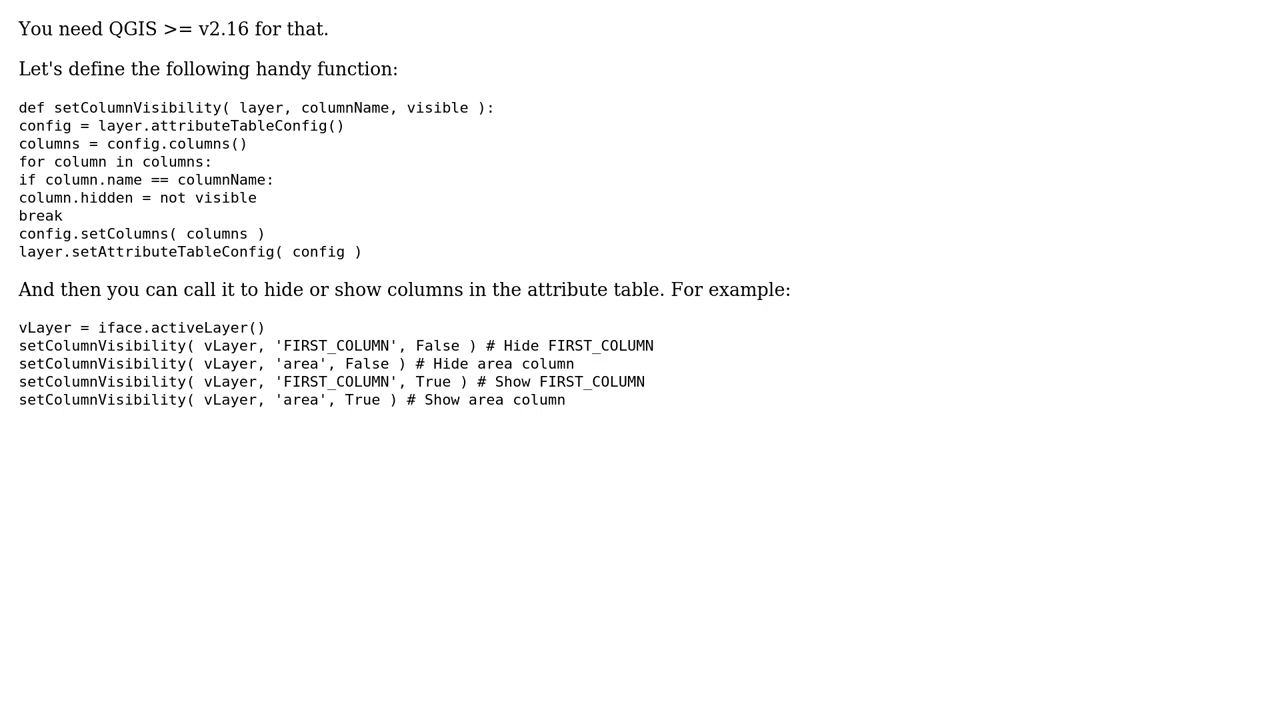 You need QGIS >= v2.16 for that.
Let's define the following handy function:
def setColumnVisibility( layer, columnName, visible ):
config = layer.attributeTableConfig()
columns = config.columns()
for column in columns:
if column.name == columnName:
column.hidden = not visible
break
config.setColumns( columns )
layer.setAttributeTableConfig( config )
And then you can call it to hide or show columns in the attribute table. For example:
vLayer = iface.activeLayer()
setColumnVisibility( vLayer, 'FIRST_COLUMN', False ) # Hide FIRST_COLUMN
setColumnVisibility( vLayer, 'area', False ) # Hide area column
setColumnVisibility( vLayer, 'FIRST_COLUMN', True ) # Show FIRST_COLUMN
setColumnVisibility( vLayer, 'area', True ) # Show area column